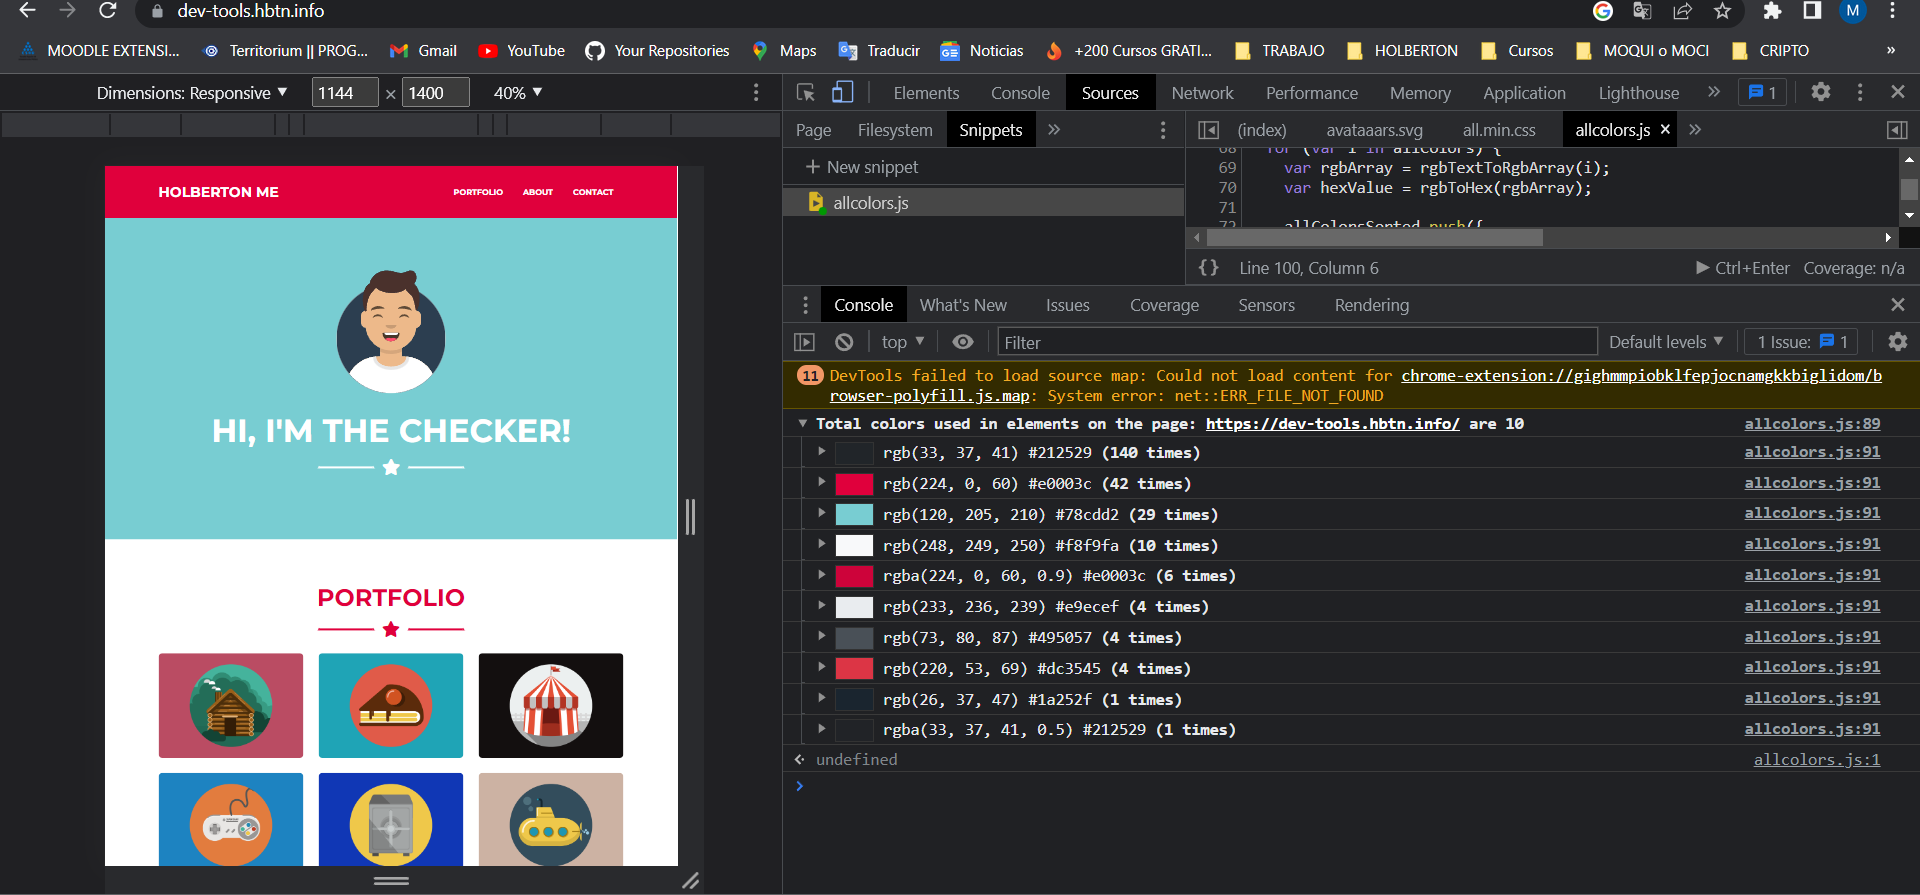 dev-tools.hbtn.info
M
MOODLE EXTENSI...
Territorium || PROG...
Gmail
YouTube
Your Repositories
Maps
Traducir
Noticias
+200 Cursos GRATI...
TRABAJO
HOLBERTON
Cursos
MOQUI o MOCI
CRIPTO
»
Dimensions: Responsive ▼ 1144 × 1400 40% ▼
Elements Console Sources Network Performance Memory Application Lighthouse » 1
Page Filesystem Snippets »
(index) avataaars.svg all.min.css allcolors.js × »
+ New snippet
allcolors.js
68 for (var i in allColors) {
69 var rgbArray = rgbTextToRgbArray(i);
70 var hexValue = rgbToHex(rgbArray);
71
72 allColorsSorted.push({
{} Line 100, Column 6 ▶ Ctrl+Enter Coverage: n/a
Console What's New Issues Coverage Sensors Rendering
top ▼ Filter Default levels ▼ 1 Issue: 1
11 DevTools failed to load source map: Could not load content for chrome-extension://gighmmpiobklfepjocnamgkkbiglidom/b
rowser-polyfill.js.map: System error: net::ERR_FILE_NOT_FOUND
▼ Total colors used in elements on the page: https://dev-tools.hbtn.info/ are 10 allcolors.js:89
rgb(33, 37, 41) #212529 (140 times) allcolors.js:91
rgb(224, 0, 60) #e0003c (42 times) allcolors.js:91
rgb(120, 205, 210) #78cdd2 (29 times) allcolors.js:91
rgb(248, 249, 250) #f8f9fa (10 times) allcolors.js:91
rgba(224, 0, 60, 0.9) #e0003c (6 times) allcolors.js:91
rgb(233, 236, 239) #e9ecef (4 times) allcolors.js:91
rgb(73, 80, 87) #495057 (4 times) allcolors.js:91
rgb(220, 53, 69) #dc3545 (4 times) allcolors.js:91
rgb(26, 37, 47) #1a252f (1 times) allcolors.js:91
rgba(33, 37, 41, 0.5) #212529 (1 times) allcolors.js:91
undefined allcolors.js:1
HOLBERTON ME PORTFOLIO ABOUT CONTACT
HI, I'M THE CHECKER!
PORTFOLIO